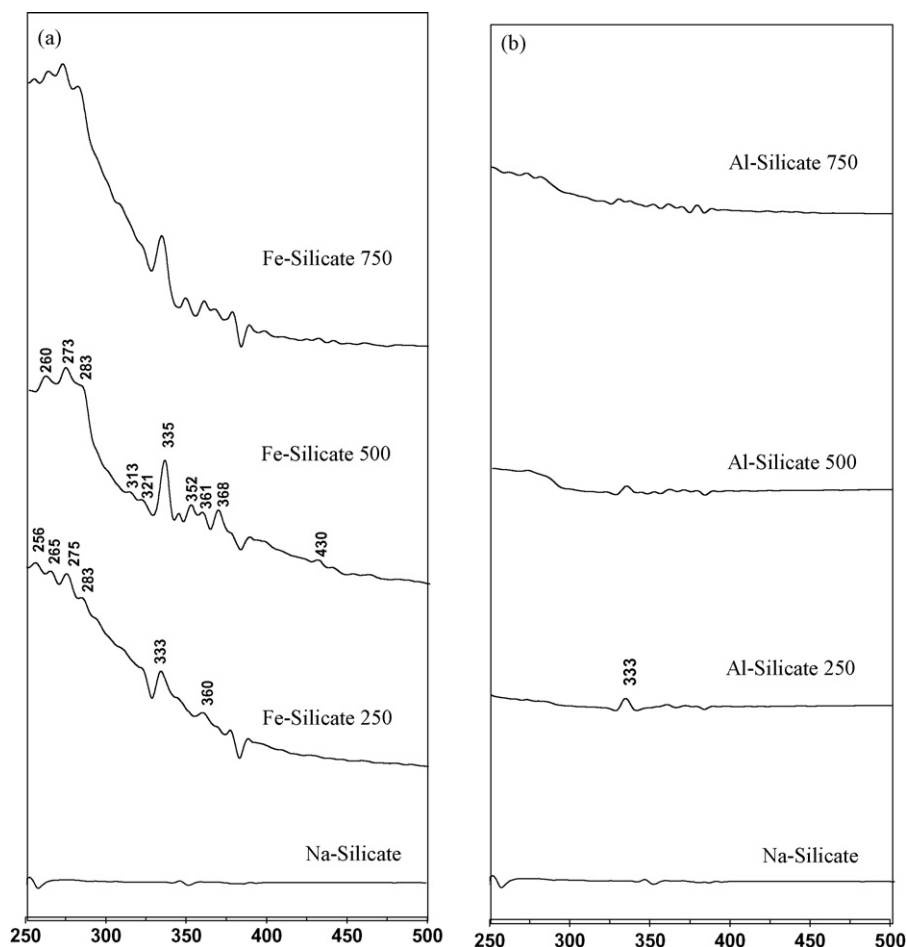 (a)
Fe-Silicate 750
260
273
283
335
Fe-Silicate 500
313
321
352
361
368
430
256
265
275
283
333
360
Fe-Silicate 250
Na-Silicate
250 300 350 400 450 500
(b)
Al-Silicate 750
Al-Silicate 500
333
Al-Silicate 250
Na-Silicate
250 300 350 400 450 500